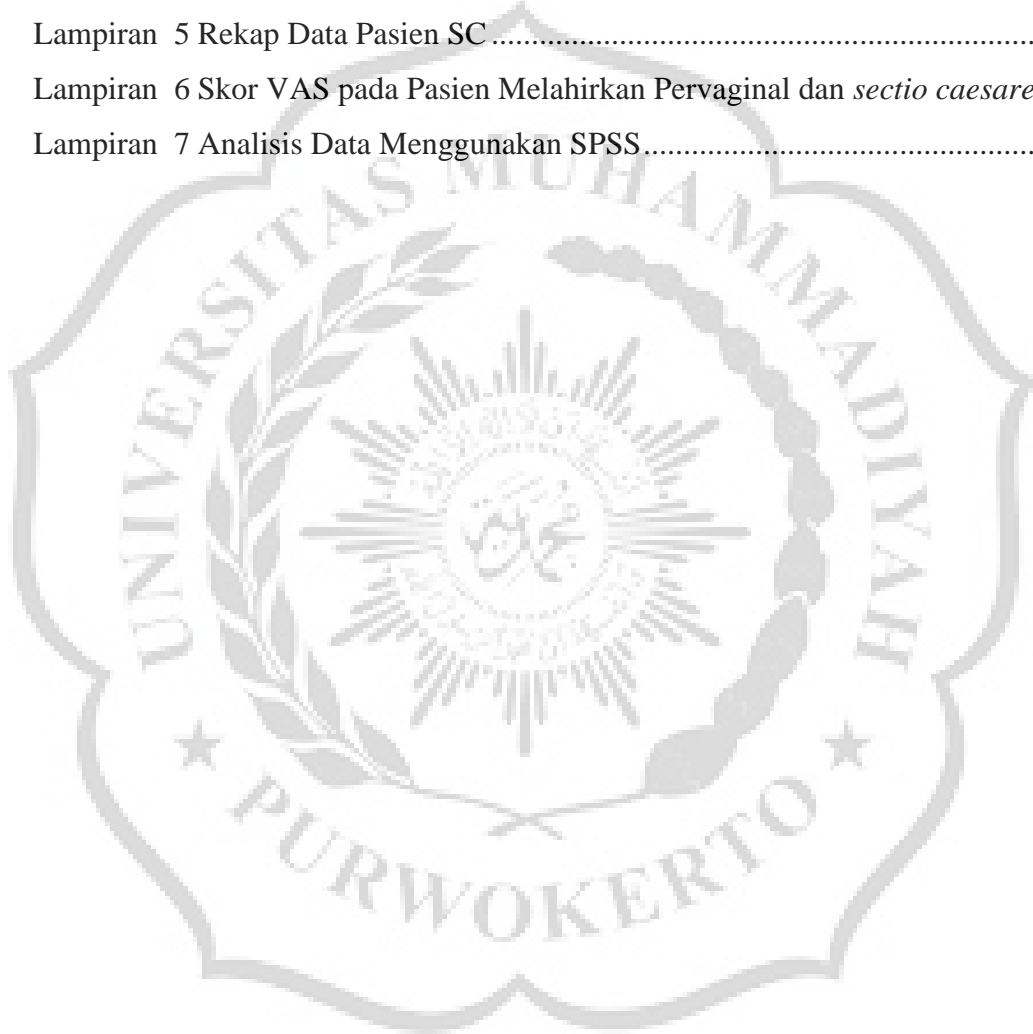 Lampiran 5 Rekap Data Pasien SC..........................................................
Lampiran 6 Skor VAS pada Pasien Melahirkan Pervaginal dan sectio caesare
Lampiran 7 Analisis Data Menggunakan SPSS.........................................
UNIVERSITAS MUHAMMADIYAH
PURWOKERTO